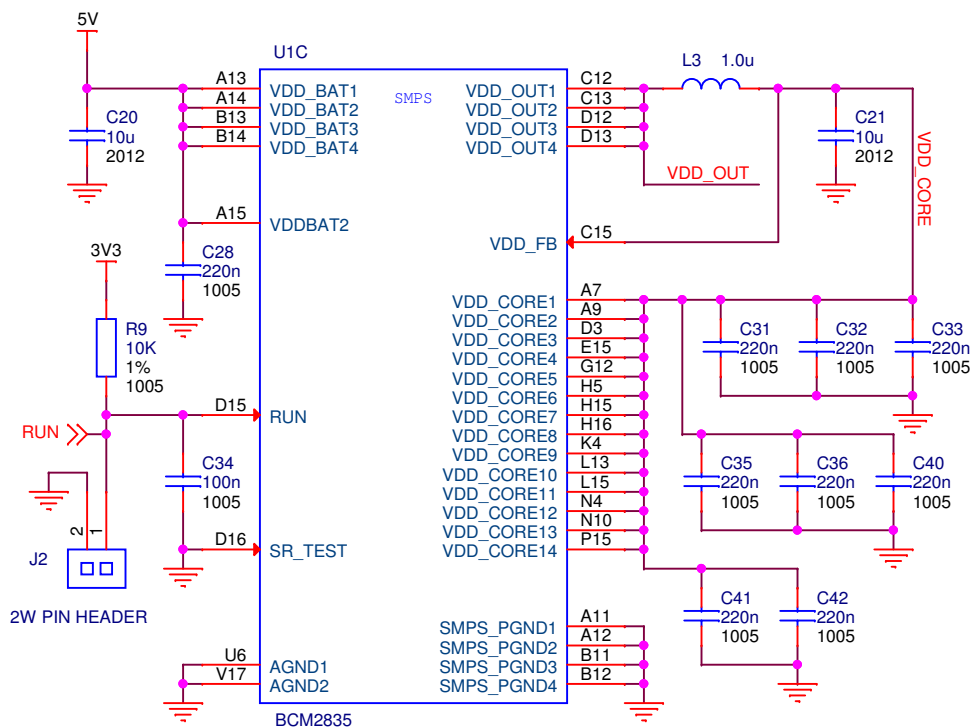 5V
U1C
SMPS
C20
10u
2012
A13
A14
B13
B14
A15
VDD_BAT1
VDD_BAT2
VDD_BAT3
VDD_BAT4
VDDBAT2
C28
220n
1005
3V3
R9
10K
1%
1005
RUN
D15
RUN
C34
100n
1005
D16
SR_TEST
J2
2
1
2W PIN HEADER
U6
V17
AGND1
AGND2
BCM2835
VDD_OUT1
VDD_OUT2
VDD_OUT3
VDD_OUT4
C12
C13
D12
D13
L3 1.0u
VDD_OUT
C21
10u
2012
VDD_CORE
VDD_FB
C15
VDD_CORE1
VDD_CORE2
VDD_CORE3
VDD_CORE4
VDD_CORE5
VDD_CORE6
VDD_CORE7
VDD_CORE8
VDD_CORE9
VDD_CORE10
VDD_CORE11
VDD_CORE12
VDD_CORE13
VDD_CORE14
A7
A9
D3
E15
G12
H5
H15
H16
K4
L13
L15
N4
N10
P15
C31
220n
1005
C32
220n
1005
C33
220n
1005
C35
220n
1005
C36
220n
1005
C40
220n
1005
C41
220n
1005
C42
220n
1005
SMPS_PGND1
SMPS_PGND2
SMPS_PGND3
SMPS_PGND4
A11
A12
B11
B12